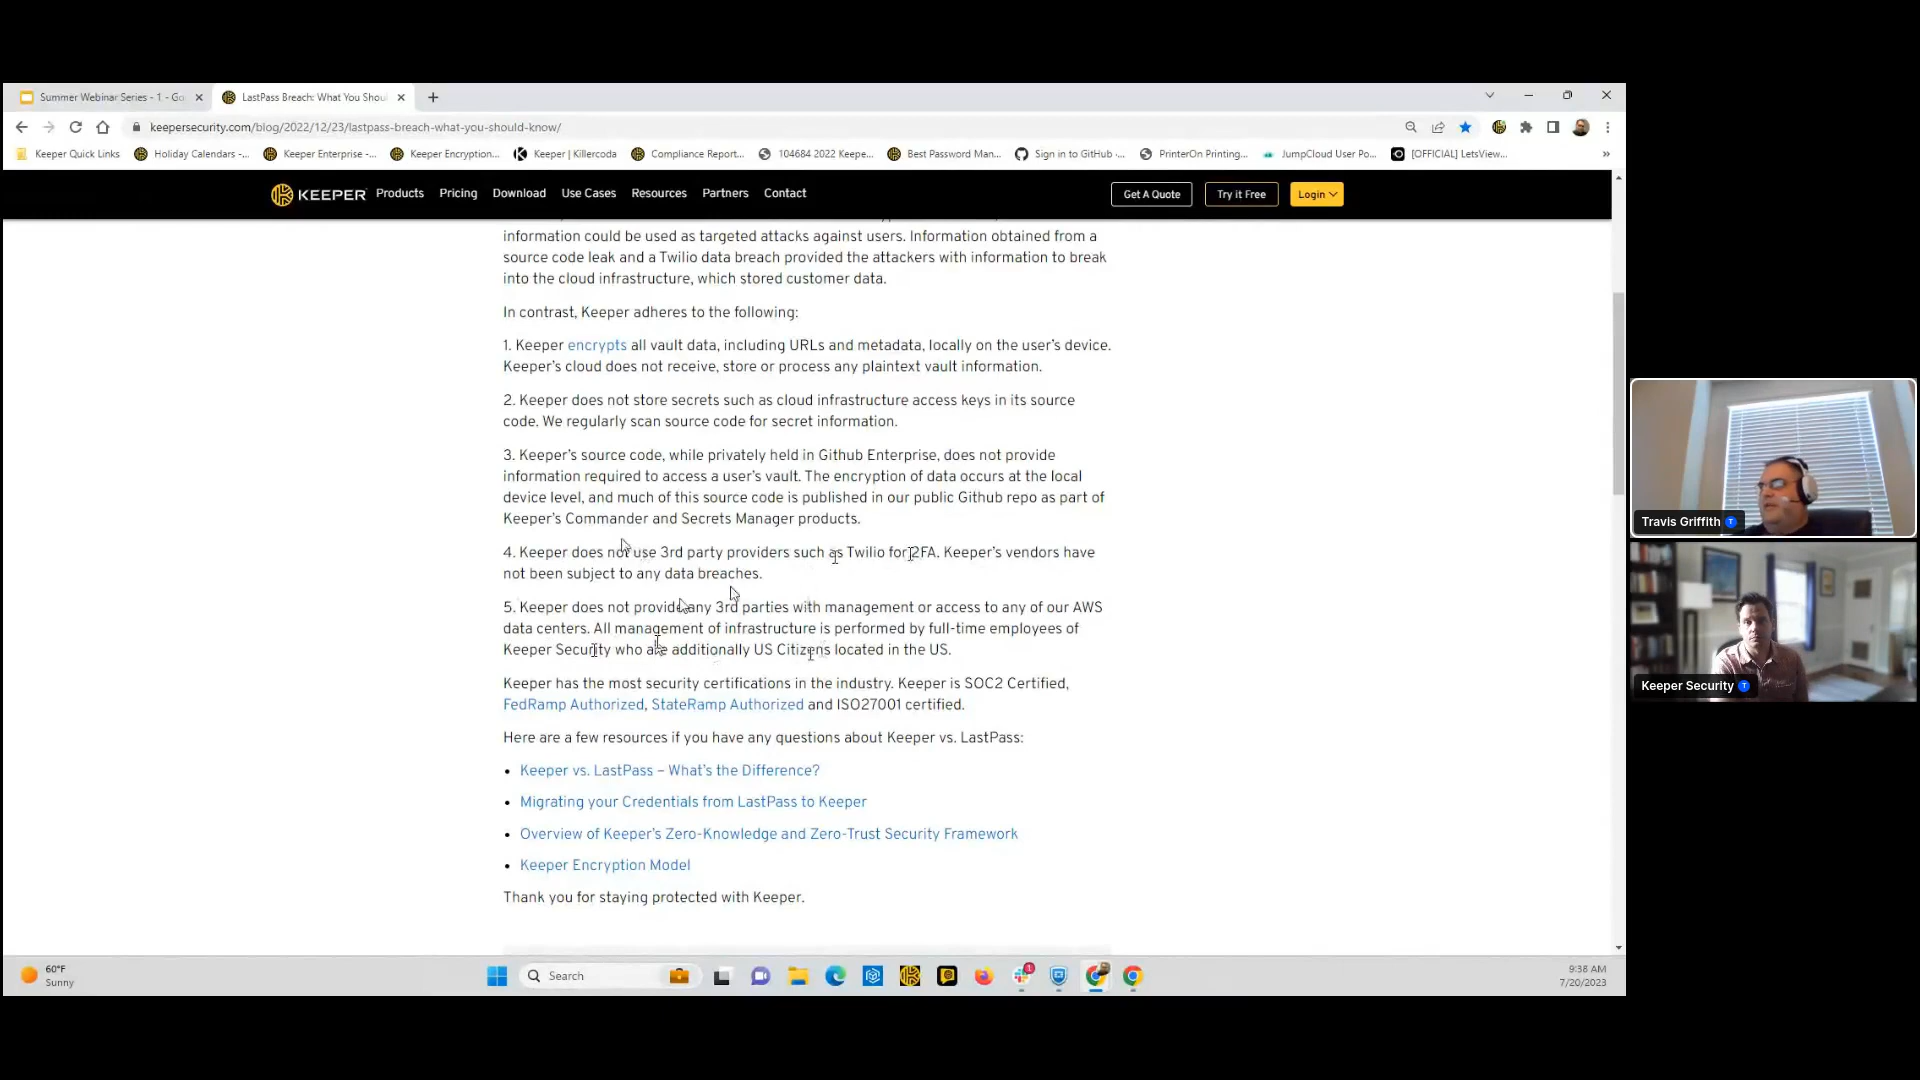 Summer Webinar Series - 1 - Go
LastPass Breach: What You Shou
keepersecurity.com/blog/2022/12/23/lastpass-breach-what-you-should-know/
Keeper Quick Links
Holiday Calendars -...
Keeper Enterprise -...
Keeper Encryption...
Keeper | Killercoda
Compliance Report...
104684 2022 Keepe...
Best Password Man...
Sign in to GitHub ·...
PrinterOn Printing...
JumpCloud User Po...
[OFFICIAL] LetsView...
KEEPER
Products
Pricing
Download
Use Cases
Resources
Partners
Contact
Get A Quote
Try it Free
Login
information could be used as targeted attacks against users. Information obtained from a
source code leak and a Twilio data breach provided the attackers with information to break
into the cloud infrastructure, which stored customer data.
In contrast, Keeper adheres to the following:
1. Keeper encrypts all vault data, including URLs and metadata, locally on the user's device.
Keeper's cloud does not receive, store or process any plaintext vault information.
2. Keeper does not store secrets such as cloud infrastructure access keys in its source
code. We regularly scan source code for secret information.
3. Keeper's source code, while privately held in Github Enterprise, does not provide
information required to access a user's vault. The encryption of data occurs at the local
device level, and much of this source code is published in our public Github repo as part of
Keeper's Commander and Secrets Manager products.
4. Keeper does not use 3rd party providers such as Twilio for 2FA. Keeper's vendors have
not been subject to any data breaches.
5. Keeper does not provide any 3rd parties with management or access to any of our AWS
data centers. All management of infrastructure is performed by full-time employees of
Keeper Security who are additionally US Citizens located in the US.
Keeper has the most security certifications in the industry. Keeper is SOC2 Certified,
FedRamp Authorized, StateRamp Authorized and ISO27001 certified.
Here are a few resources if you have any questions about Keeper vs. LastPass:
• Keeper vs. LastPass – What's the Difference?
• Migrating your Credentials from LastPass to Keeper
• Overview of Keeper's Zero-Knowledge and Zero-Trust Security Framework
• Keeper Encryption Model
Thank you for staying protected with Keeper.
Travis Griffith
Keeper Security
60°F
Sunny
Search
9:38 AM
7/20/2023